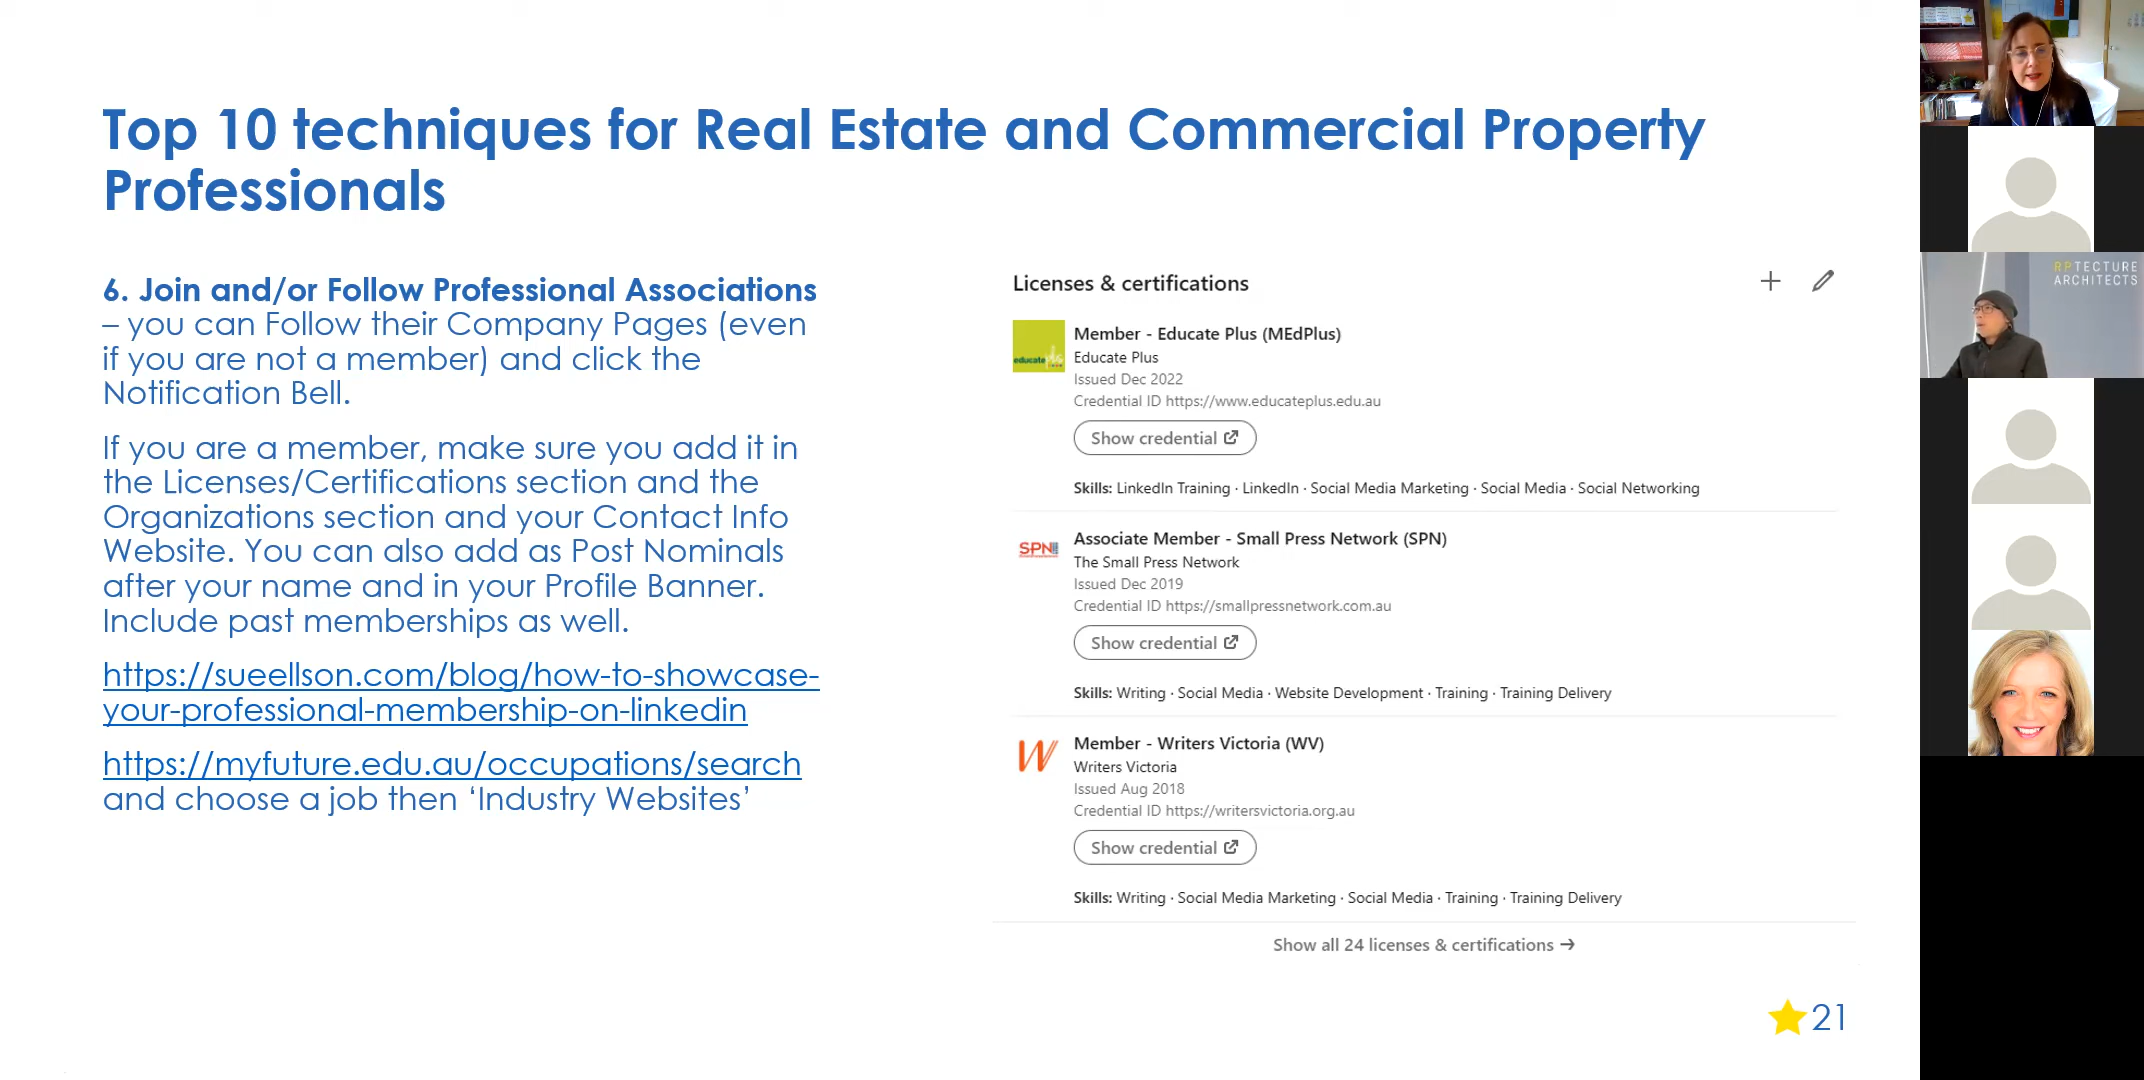 Top 10 techniques for Real Estate and Commercial Property
Professionals
6. Join and/or Follow Professional Associations
– you can Follow their Company Pages (even
if you are not a member) and click the
Notification Bell.
If you are a member, make sure you add it in
the Licenses/Certifications section and the
Organizations section and your Contact Info
Website. You can also add as Post Nominals
after your name and in your Profile Banner.
Include past memberships as well.
https://sueellson.com/blog/how-to-showcase-
your-professional-membership-on-linkedin
https://myfuture.edu.au/occupations/search
and choose a job then ‘Industry Websites’
Licenses & certifications
educate plus
Member - Educate Plus (MEdPlus)
Educate Plus
Issued Dec 2022
Credential ID https://www.educateplus.edu.au
Show credential
Skills: LinkedIn Training · LinkedIn · Social Media Marketing · Social Media · Social Networking
SPN
Associate Member - Small Press Network (SPN)
The Small Press Network
Issued Dec 2019
Credential ID https://smallpressnetwork.com.au
Show credential
Skills: Writing · Social Media · Website Development · Training · Training Delivery
W
Member - Writers Victoria (WV)
Writers Victoria
Issued Aug 2018
Credential ID https://writersvictoria.org.au
Show credential
Skills: Writing · Social Media Marketing · Social Media · Training · Training Delivery
Show all 24 licenses & certifications →
21
RPTECTURE
ARCHITECTS